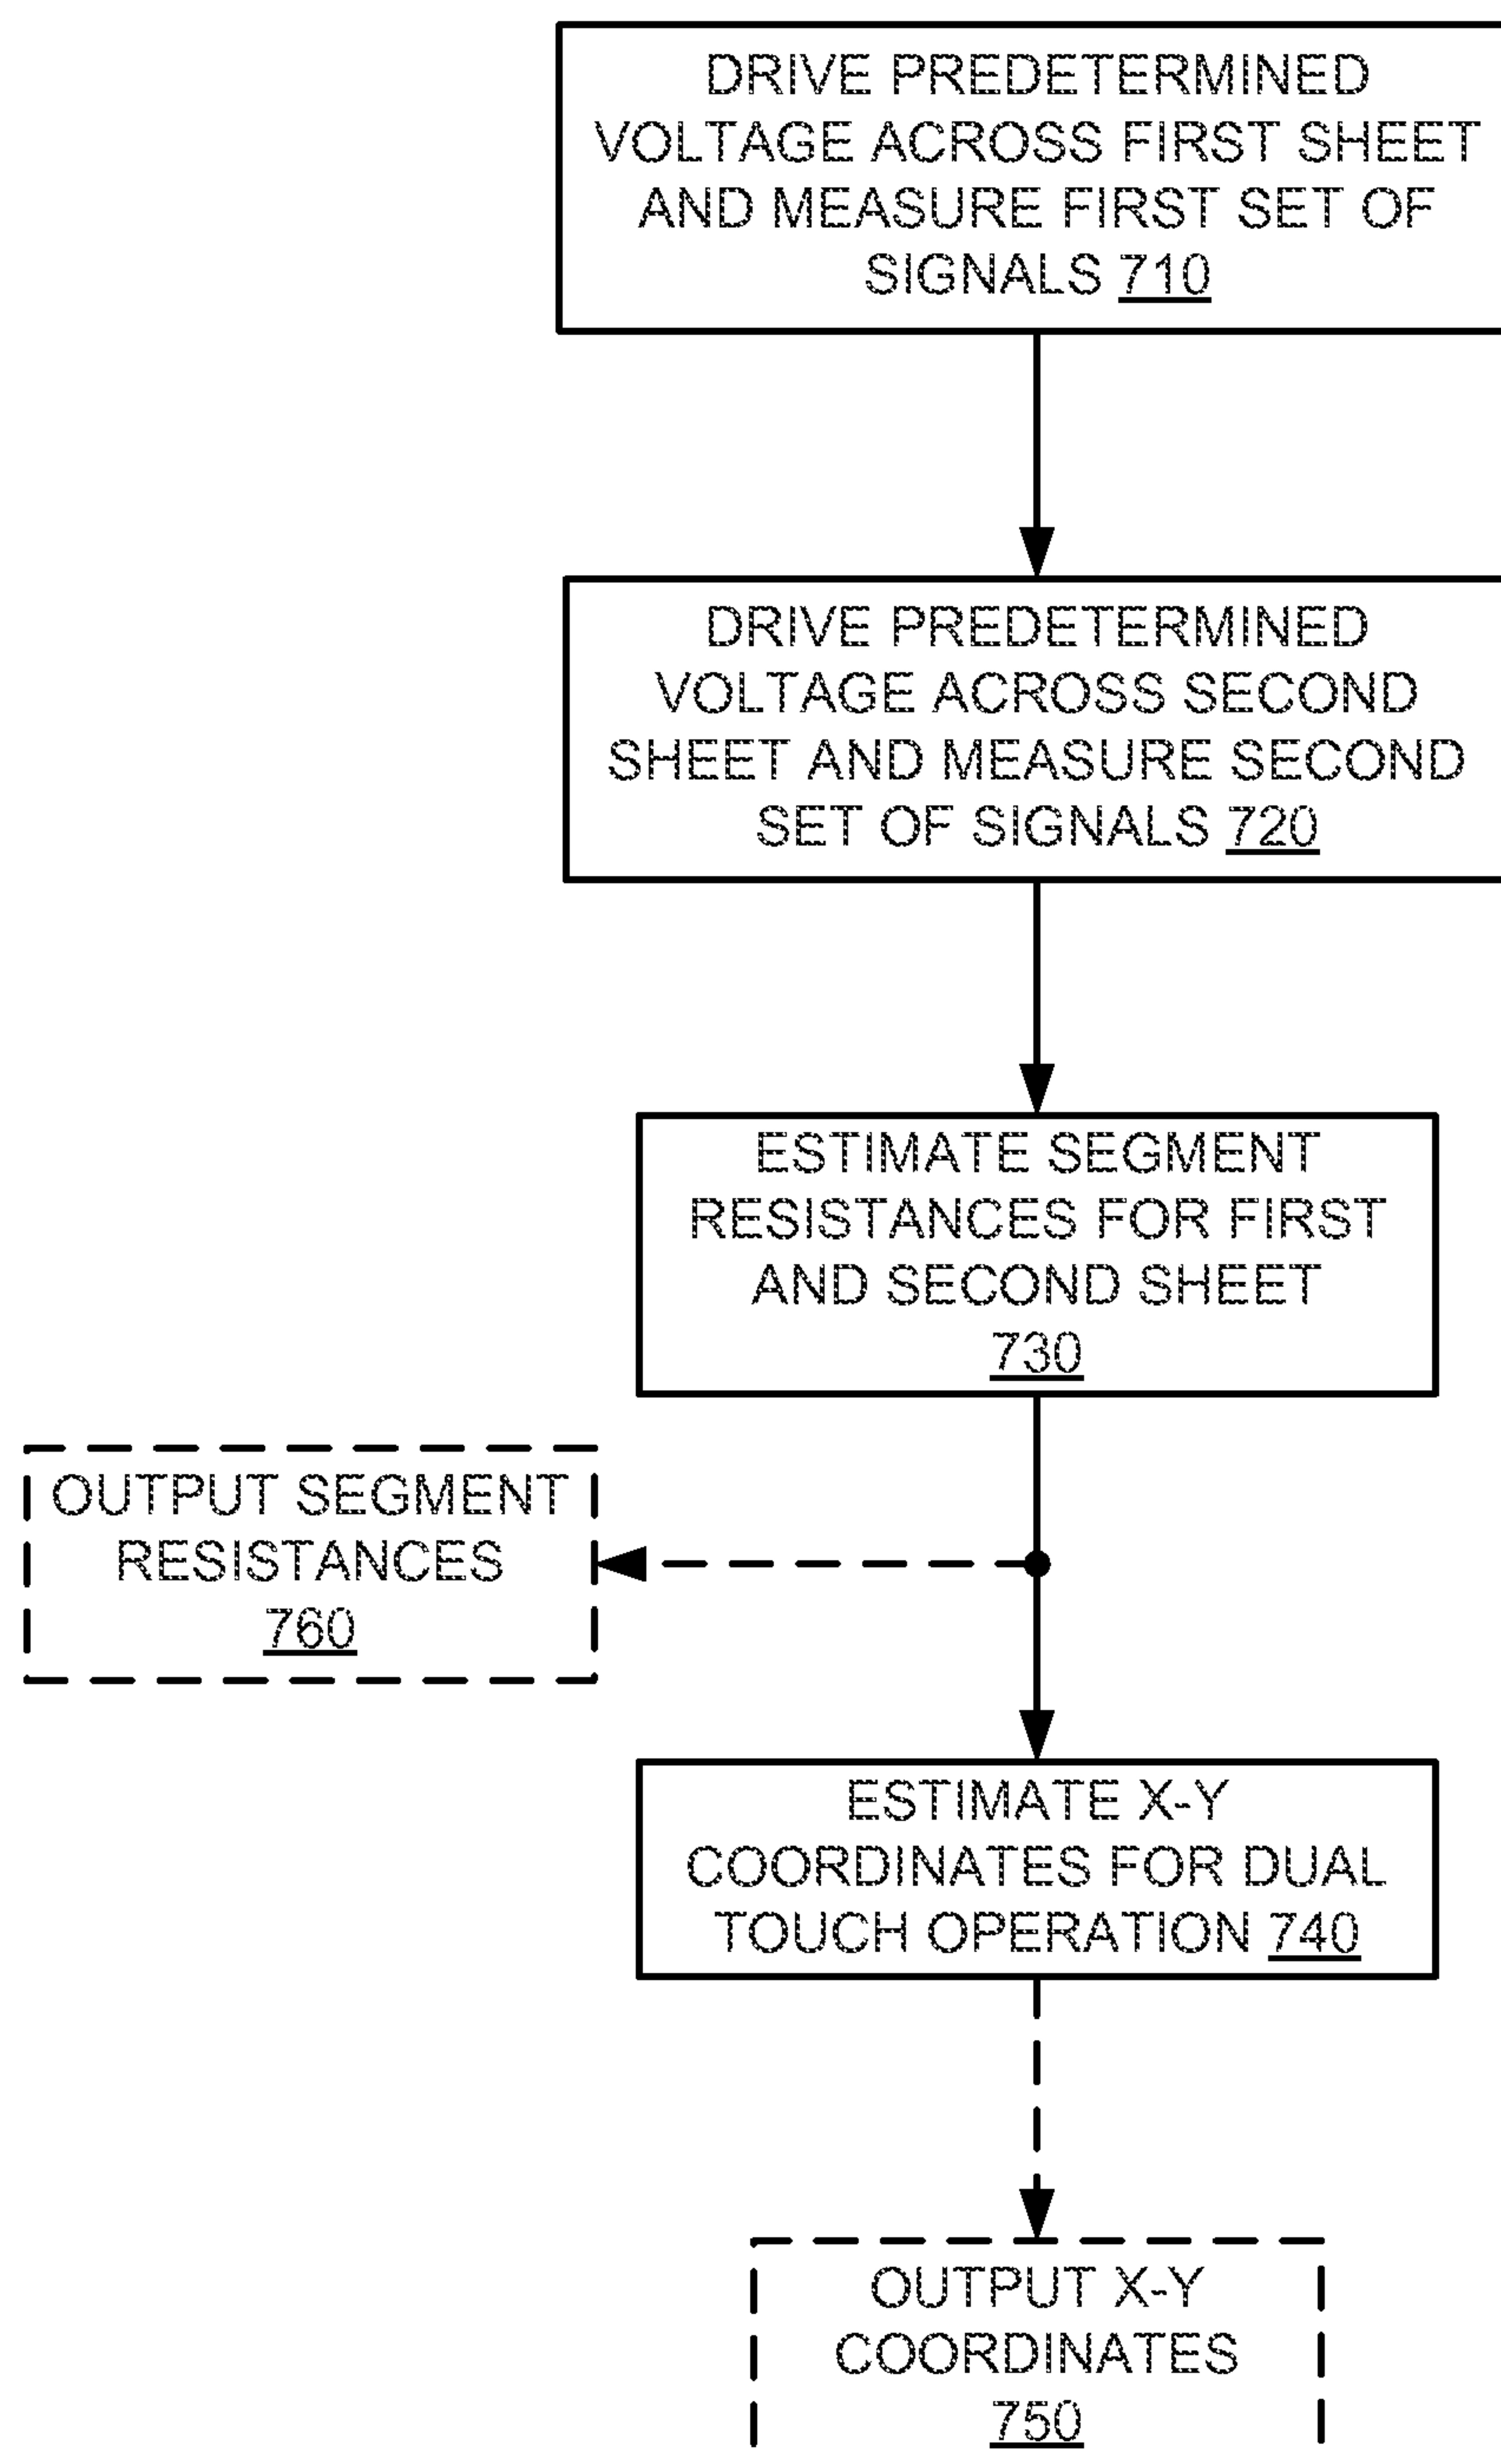 DRIVE PREDETERMINED
VOLTAGE ACROSS FIRST SHEET
AND MEASURE FIRST SET OF
SIGNALS 710
DRIVE PREDETERMINED
VOLTAGE ACROSS SECOND
SHEET AND MEASURE SECOND
SET OF SIGNALS 720
ESTIMATE SEGMENT
RESISTANCES FOR FIRST
AND SECOND SHEET
730
OUTPUT SEGMENT
RESISTANCES
760
ESTIMATE X-Y
COORDINATES FOR DUAL
TOUCH OPERATION 740
OUTPUT X-Y
COORDINATES
750